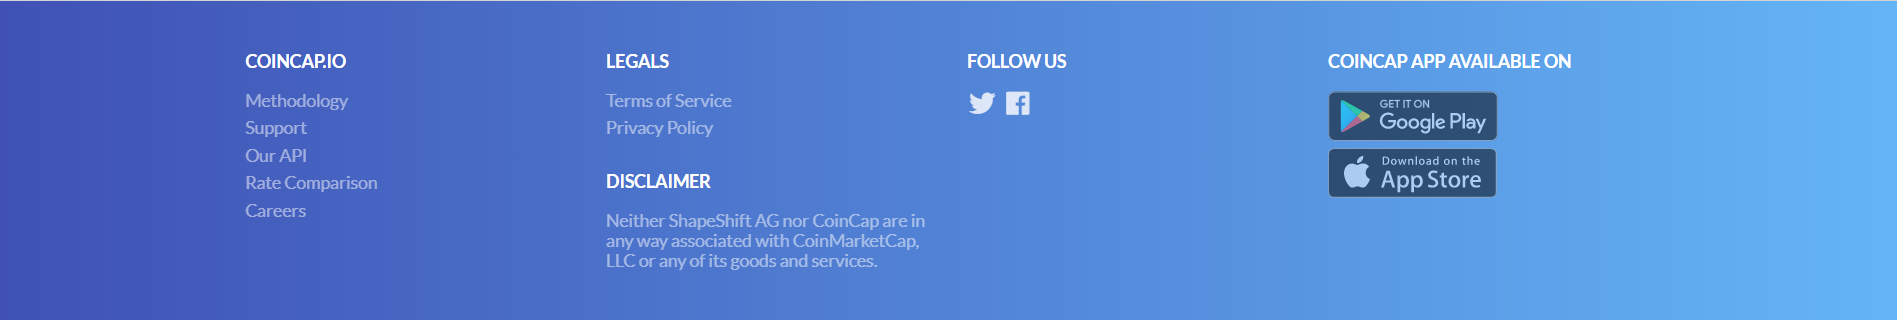 COINCAP.IO
Methodology
Support
Our API
Rate Comparison
Careers
LEGALS
Terms of Service
Privacy Policy
DISCLAIMER
Neither ShapeShift AG nor CoinCap are in
any way associated with CoinMarketCap,
LLC or any of its goods and services.
FOLLOW US
COINCAP APP AVAILABLE ON
GET IT ON
Google Play
Download on the
App Store